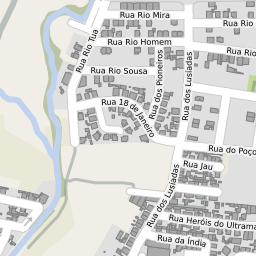 Rua Rio Mira
Rua Rio Tua
Rua Rio Homem
Rua dos Pioneiros
Rua dos Lusíadas
Rua Rio
Rua Rio Sousa
Rua 18 de Janeiro
Rua do Poço
Rua Jau
Rua dos Lusíadas
Rua Heróis do Ultrama
Rua da Índia